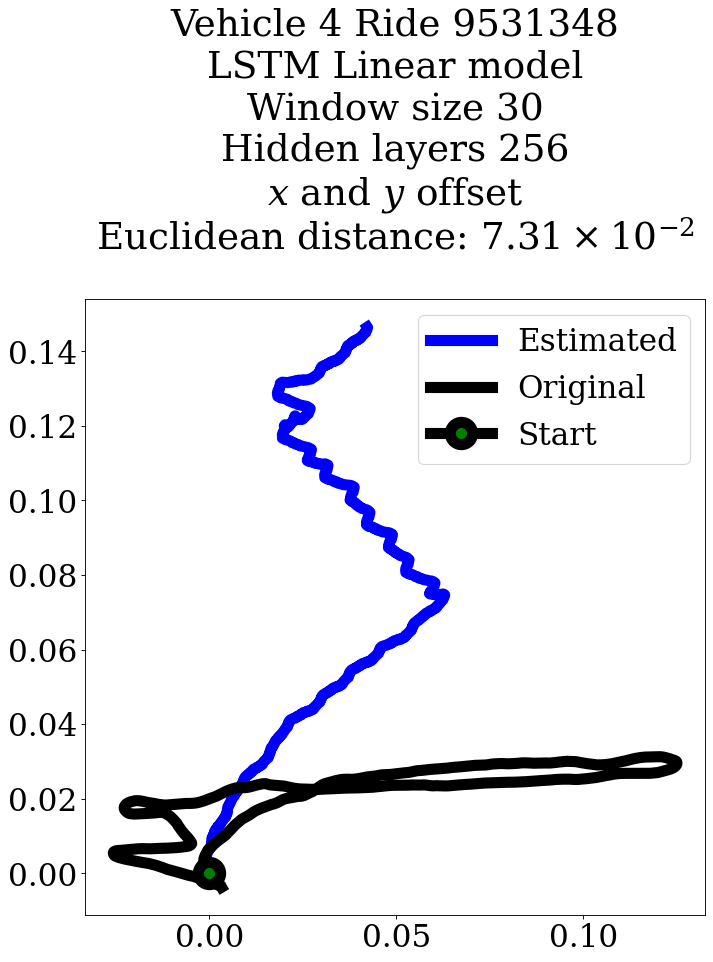 Vehicle 4 Ride 9531348
LSTM Linear model
Window size 30
Hidden layers 256
x and y offset
Euclidean distance: 7.31 × 10⁻²
Estimated
Original
Start
0.14
0.12
0.10
0.08
0.06
0.04
0.02
0.00
0.00 0.05 0.10